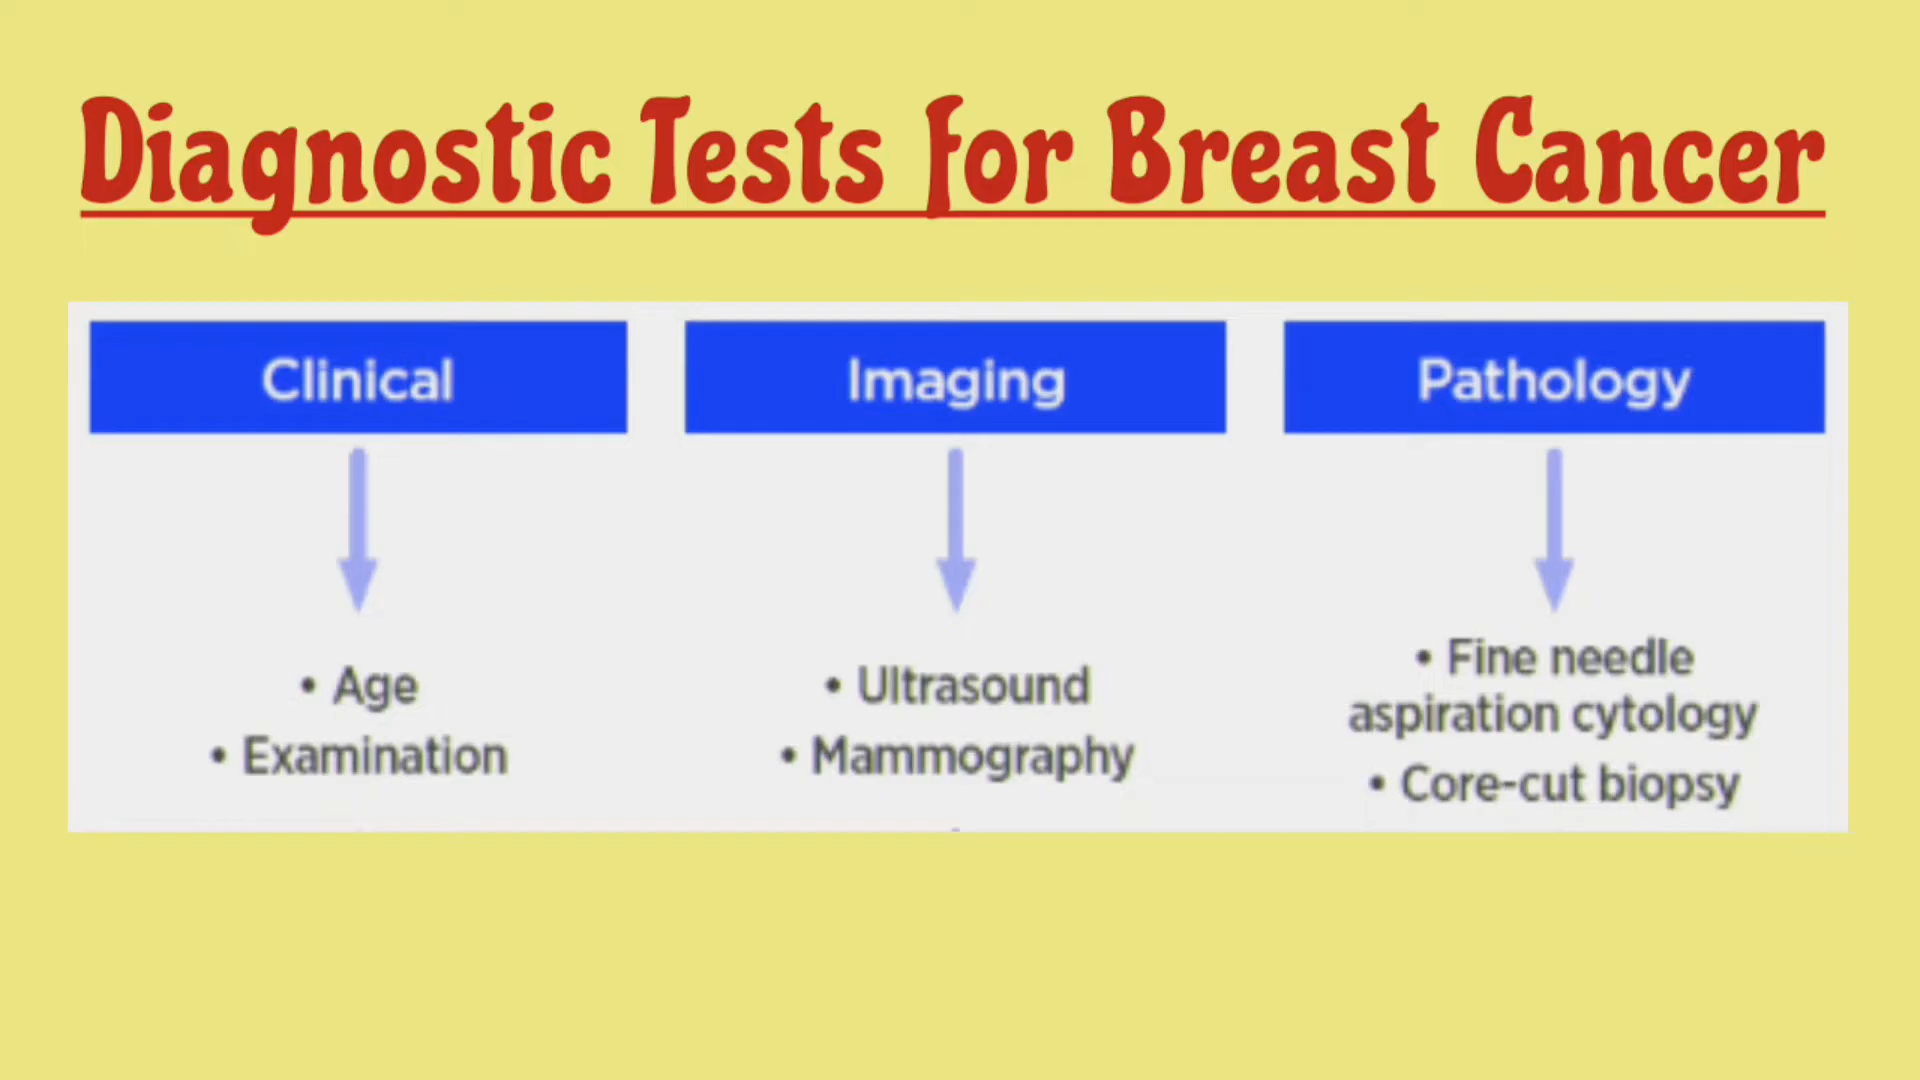 Diagnostic Tests for Breast Cancer
Clinical
Imaging
Pathology
• Age
• Examination
• Ultrasound
• Mammography
• Fine needle
aspiration cytology
• Core-cut biopsy